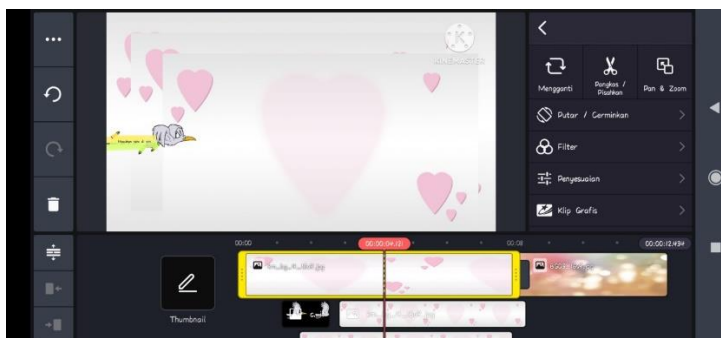 KINEMASTER
Mengganti
Pangkas / Pisahkan
Pan & Zoom
Putar / Cerminkan
Filter
Penyesuaian
Klip Grafis
00:00
00:00:04.121
00:08
00:00:12.434
Thumbnail